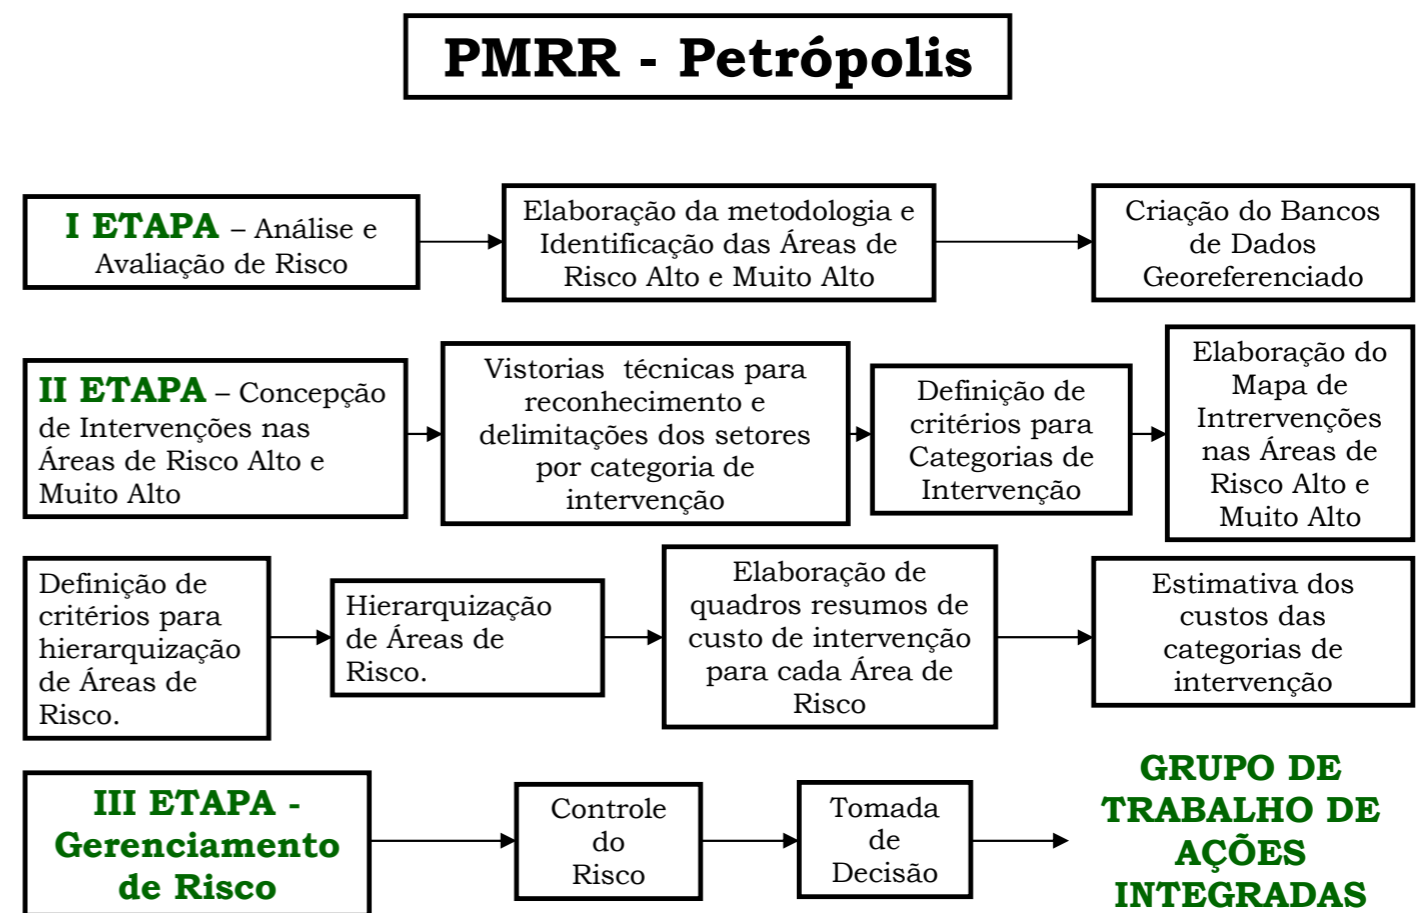 PMRR - Petrópolis
I ETAPA – Análise e
Avaliação de Risco
Elaboração da metodologia e
Identificação das Áreas de
Risco Alto e Muito Alto
Criação do Bancos
de Dados
Georeferenciado
II ETAPA – Concepção
de Intervenções nas
Áreas de Risco Alto e
Muito Alto
Vistorias técnicas para
reconhecimento e
delimitações dos setores
por categoria de
intervenção
Definição de
critérios para
Categorias de
Intervenção
Elaboração do
Mapa de
Intrervenções
nas Áreas de
Risco Alto e
Muito Alto
Definição de
critérios para
hierarquização
de Áreas de
Risco.
Hierarquização
de Áreas de
Risco.
Elaboração de
quadros resumos de
custo de intervenção
para cada Área de
Risco
Estimativa dos
custos das
categorias de
intervenção
III ETAPA -
Gerenciamento
de Risco
Controle
do
Risco
Tomada
de
Decisão
GRUPO DE
TRABALHO DE
AÇÕES
INTEGRADAS